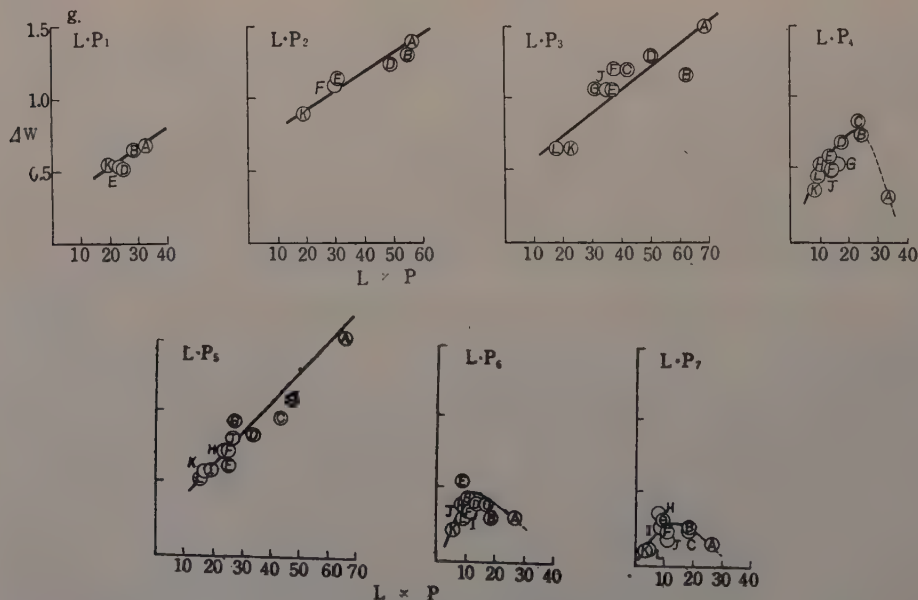 g.
1.5
1.0
0.5
ΔW
L·P₁
K E D B A
10 20 30 40
L·P₂
K F E D B A
10 20 30 40 50 60
L·P₃
L K G J E F C D B A
10 20 30 40 50 60 70
L·P₄
K L J G D C B A
10 20 30 40
L × P
L·P₅
K H F E D C A
10 20 30 40 50 60 70
L·P₆
E J I B A
10 20 30 40
L·P₇
K I H G J B C A
10 20 30 40
L × P